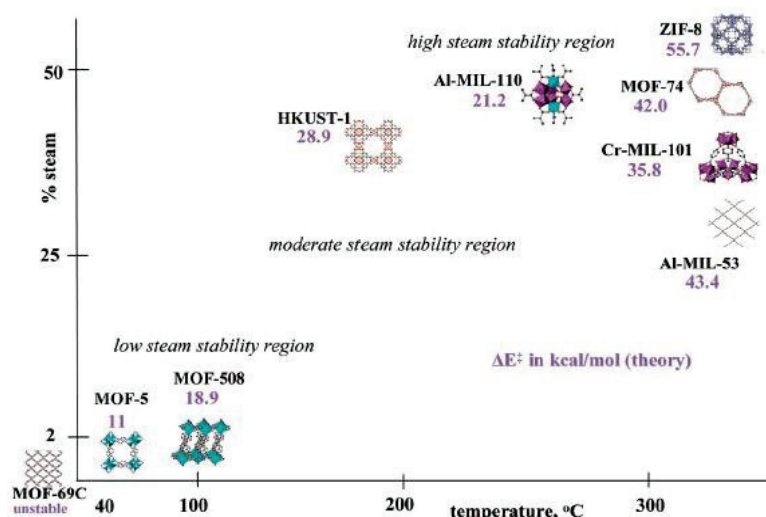 ZIF-8
55.7
high steam stability region
50
Al-MIL-110
21.2
MOF-74
42.0
HKUST-1
28.9
Cr-MIL-101
35.8
% steam
moderate steam stability region
25
Al-MIL-53
43.4
low steam stability region
ΔE‡ in kcal/mol (theory)
MOF-508
18.9
MOF-5
11
2
MOF-69C
unstable
40
100
200
300
temperature, °C